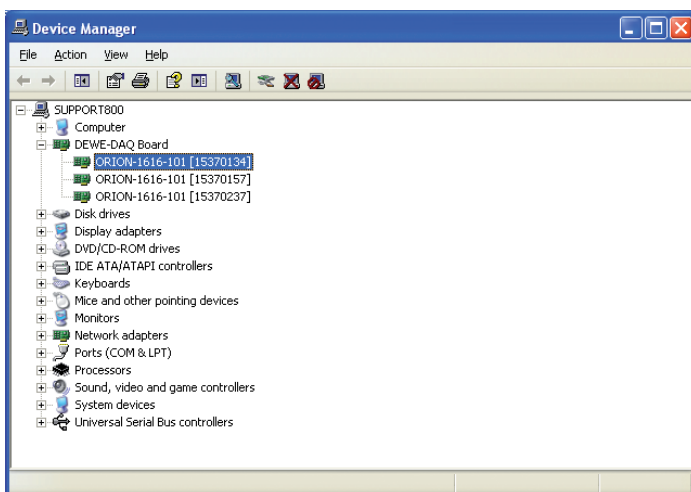 Device Manager
File Action View Help
SUPPORT800
Computer
DEWE-DAQ Board
ORION-1616-101 [15370134]
ORION-1616-101 [15370157]
ORION-1616-101 [15370237]
Disk drives
Display adapters
DVD/CD-ROM drives
IDE ATA/ATAPI controllers
Keyboards
Mice and other pointing devices
Monitors
Network adapters
Ports (COM & LPT)
Processors
Sound, video and game controllers
System devices
Universal Serial Bus controllers